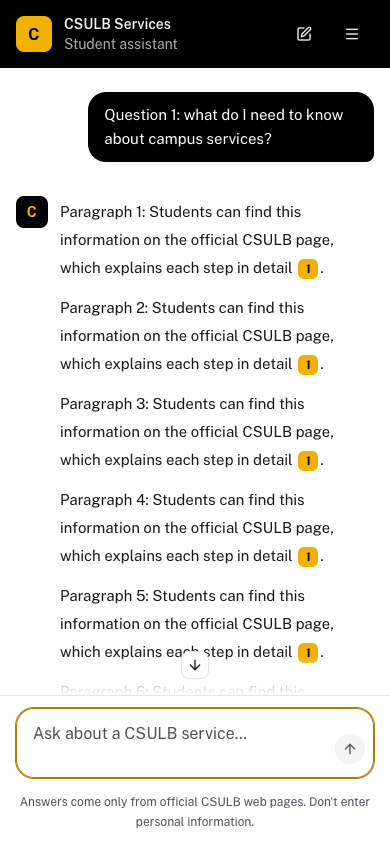 C
CSULB Services
Student assistant
Question 1: what do I need to know
about campus services?
C
Paragraph 1: Students can find this
information on the official CSULB page,
which explains each step in detail 1 .
Paragraph 2: Students can find this
information on the official CSULB page,
which explains each step in detail 1 .
Paragraph 3: Students can find this
information on the official CSULB page,
which explains each step in detail 1 .
Paragraph 4: Students can find this
information on the official CSULB page,
which explains each step in detail 1 .
Paragraph 5: Students can find this
information on the official CSULB page,
which explains each step in detail 1 .
Paragraph 6: Students can find this
Ask about a CSULB service...
Answers come only from official CSULB web pages. Don't enter
personal information.